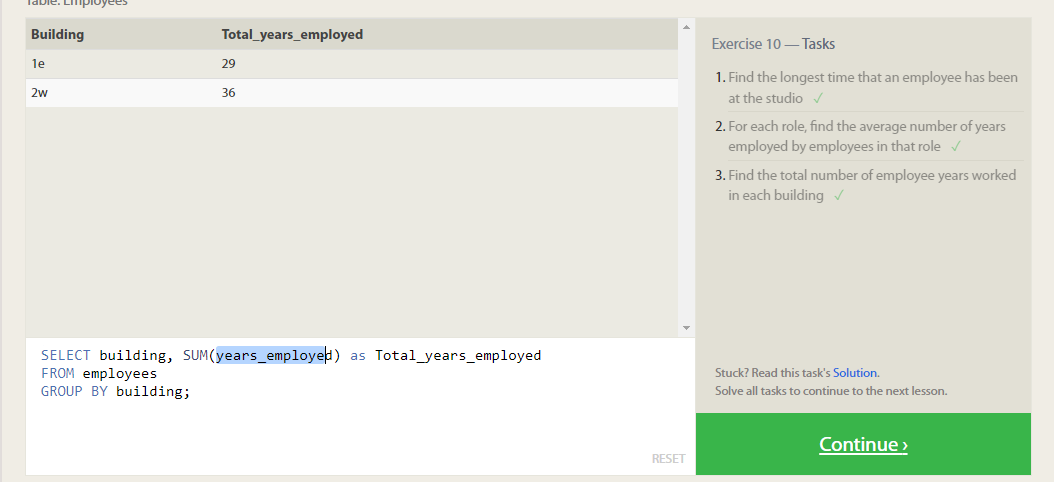 Table: Employees
Building Total_years_employed
1e 29
2w 36
SELECT building, SUM(years_employed) as Total_years_employed
FROM employees
GROUP BY building;
RESET
Exercise 10 — Tasks
1. Find the longest time that an employee has been
at the studio ✓
2. For each role, find the average number of years
employed by employees in that role ✓
3. Find the total number of employee years worked
in each building ✓
Stuck? Read this task's Solution.
Solve all tasks to continue to the next lesson.
Continue ›